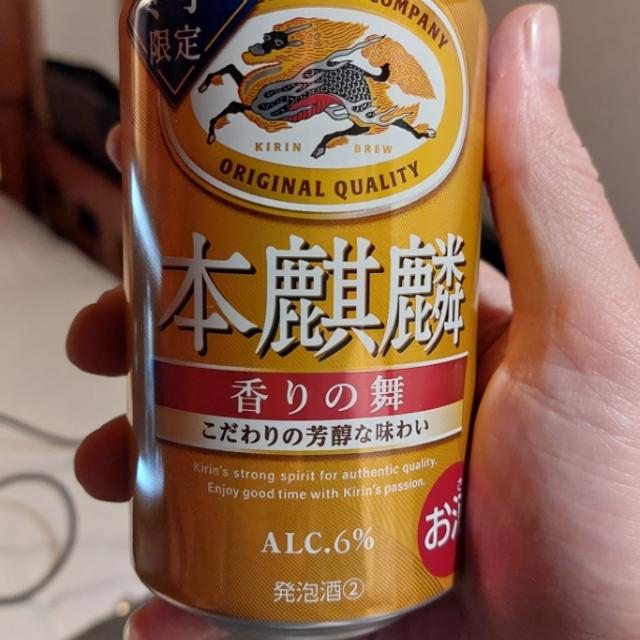 限定
COMPANY
KIRIN BREW
ORIGINAL QUALITY
本麒麟
香りの舞
こだわりの芳醇な味わい
Kirin's strong spirit for authentic quality.
Enjoy good time with Kirin's passion.
お酒
ALC.6%
発泡酒②